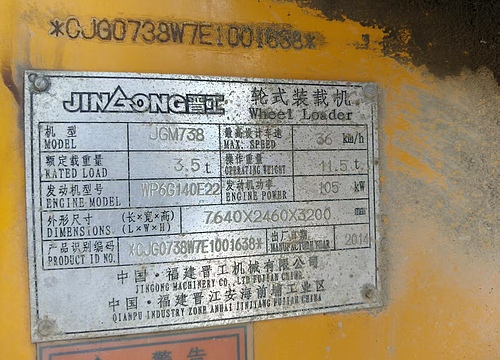 *CJG0738W7E1001638*
JINGONG晋工 轮式装载机
Wheel Loader
机型 JGM738 最高设计车速 36 km/h
MODEL MAX: SPEED
额定载重量 3.5 t 操作重量 11.5 t
RATED LOAD OPERATING WEIGHT
发动机型号 WP6G140E22 发动机功率 105 kW
ENGINE MODEL ENGINE POWER
外形尺寸 (长×宽×高) 7640X2460X3200 mm
DIMENSIONS (L×W×H)
产品识别编码 *CJG0738W7E1001638* 出厂日期 2014
PRODUCT ID NO. MANUFACTURE YEAR
中国·福建晋工机械有限公司
JINGONG MACHINERY CO., LTD FUJIAN CHINA
中国·福建晋江安海前埔工业区
QIANPU INDUSTRY ZONE ANHAI JINJIANG FUJIAN CHINA
警告